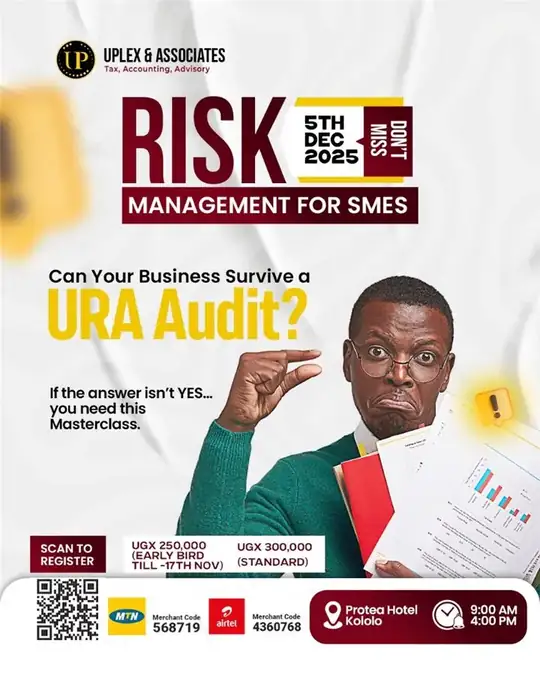 UP
UPLEX & ASSOCIATES
Tax, Accounting, Advisory
RISK
5TH
DEC
2025
DON'T
MISS
MANAGEMENT FOR SMES
Can Your Business Survive a
URA Audit?
If the answer isn't YES...
you need this
Masterclass.
SCAN TO
REGISTER
UGX 250,000
(EARLY BIRD
TILL -17TH NOV)
UGX 300,000
(STANDARD)
MTN
Merchant Code
568719
airtel
Merchant Code
4360768
Protea Hotel
Kololo
9:00 AM
4:00 PM